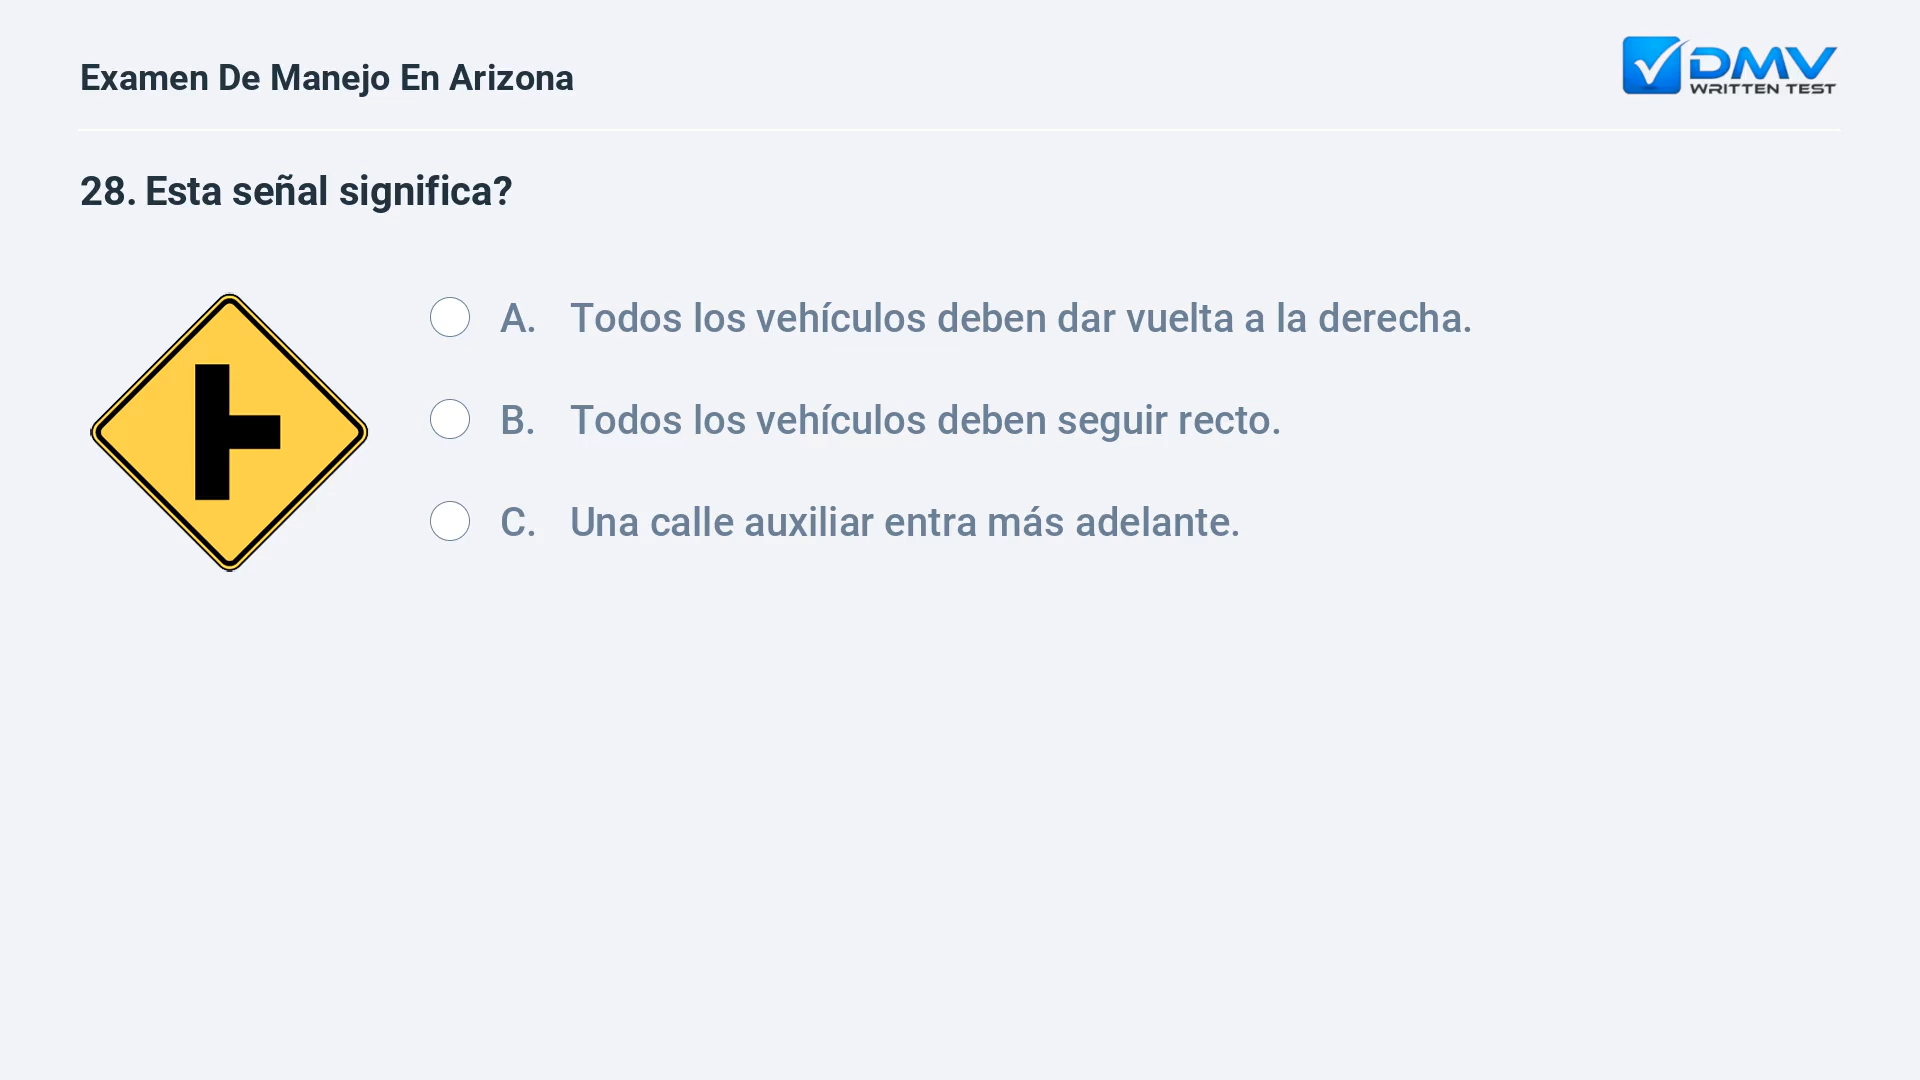 Examen De Manejo En Arizona
DMV
WRITTEN TEST
28. Esta señal significa?
A. Todos los vehículos deben dar vuelta a la derecha.
B. Todos los vehículos deben seguir recto.
C. Una calle auxiliar entra más adelante.